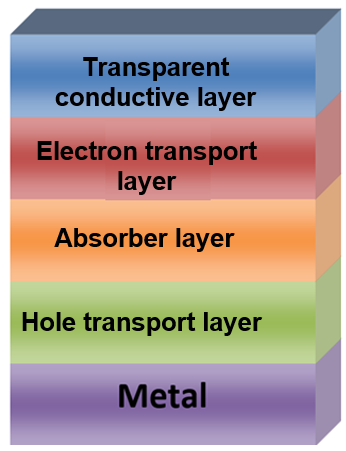 Transparent
conductive layer
Electron transport
layer
Absorber layer
Hole transport layer
Metal